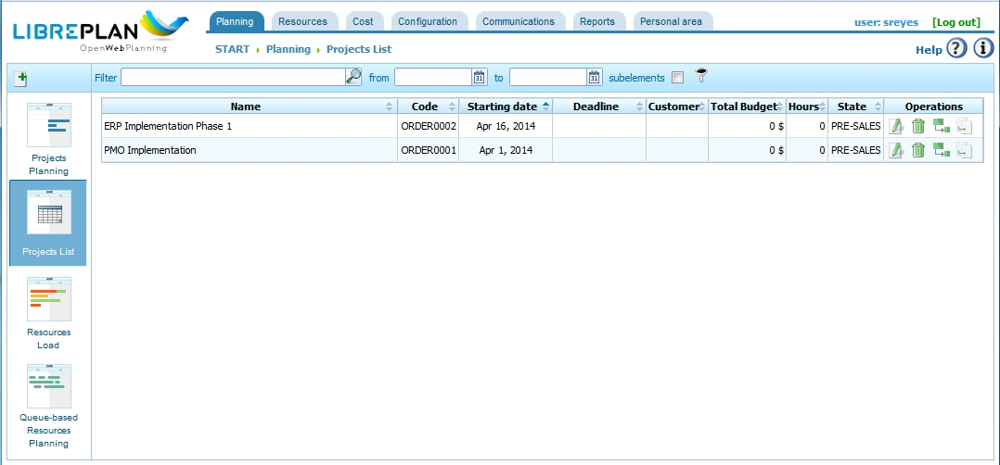 LIBREPLAN
OpenWebPlanning
Planning Resources Cost Configuration Communications Reports Personal area
user: sreyes [Log out]
START Planning Projects List
Help ? i
Filter from 31 to 31 subelements
Name Code Starting date Deadline Customer Total Budget Hours State Operations
ERP Implementation Phase 1 ORDER0002 Apr 16, 2014 0 $ 0 PRE-SALES
PMO Implementation ORDER0001 Apr 1, 2014 0 $ 0 PRE-SALES
Projects
Planning
Projects List
Resources
Load
Queue-based
Resources
Planning